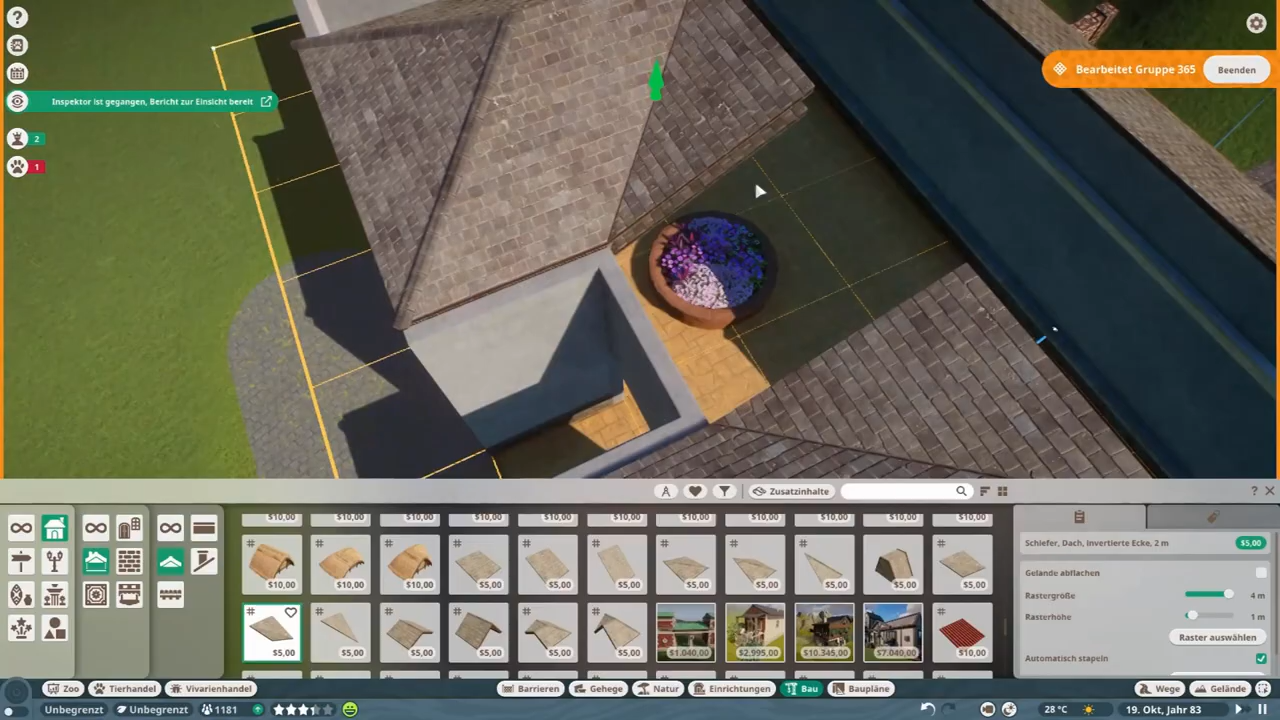 ?
Bearbeitet Gruppe 365
Beenden
Inspektor ist gegangen, Bericht zur Einsicht bereit
2
1
Zusatzinhalte
?
$10,00 $10,00 $10,00 $10,00 $10,00 $10,00 $10,00 $10,00 $10,00 $10,00 $10,00
$10,00 $10,00 $10,00 $5,00 $5,00 $5,00 $5,00 $5,00 $5,00 $5,00 $5,00
$5,00 $5,00 $5,00 $5,00 $5,00 $5,00 $1.040,00 $2.995,00 $10.345,00 $7.040,00 $10,00
Schiefer, Dach, invertierte Ecke, 2 m $5,00
Gelände abflachen
Rastergröße 4 m
Rasterhöhe 1 m
Raster auswählen
Automatisch stapeln
Zoo Tierhandel Vivarienhandel Barrieren Gehege Natur Einrichtungen Bau Baupläne Wege Gelände
Unbegrenzt Unbegrenzt 1181 28 °C 19. Okt, Jahr 83